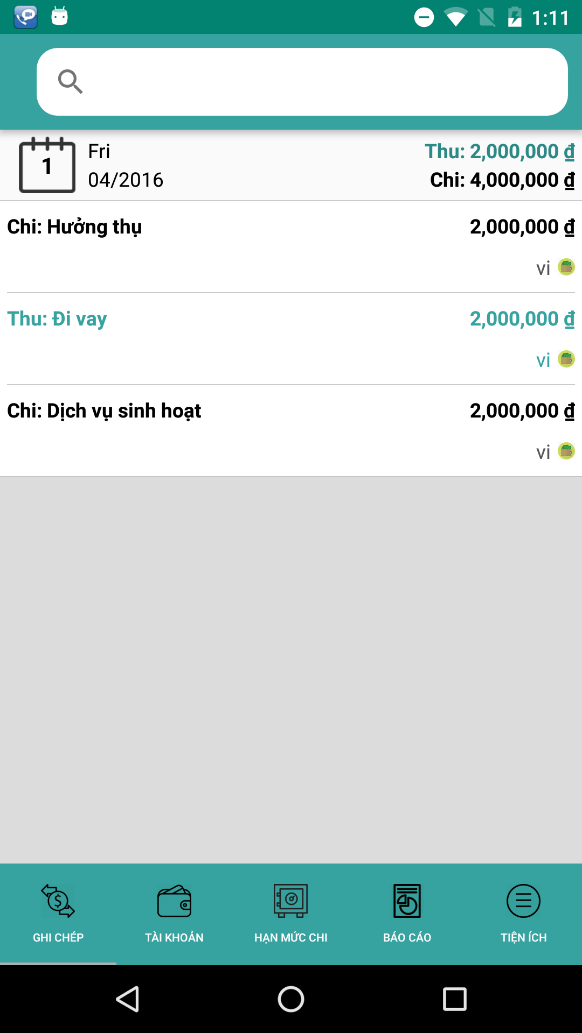 1:11
1
Fri
Thu: 2,000,000 ₫
04/2016
Chi: 4,000,000 ₫
Chi: Hưởng thụ
2,000,000 ₫
vi
Thu: Đi vay
2,000,000 ₫
vi
Chi: Dịch vụ sinh hoạt
2,000,000 ₫
vi
GHI CHÉP
TÀI KHOẢN
HẠN MỨC CHI
BÁO CÁO
TIỆN ÍCH